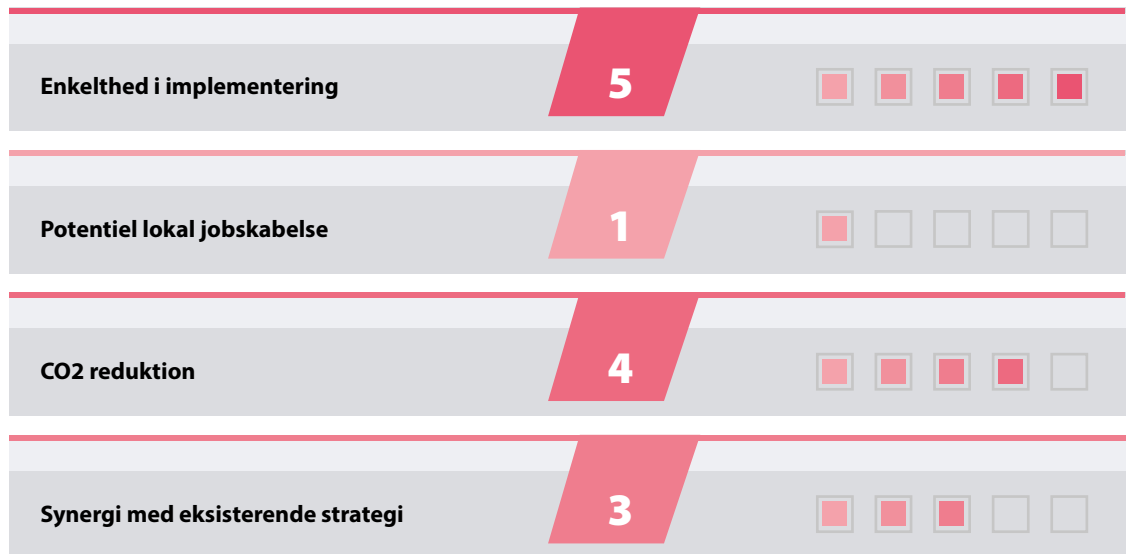 Enkelthed i implementering 5
Potentiel lokal jobskabelse 1
CO2 reduktion 4
Synergi med eksisterende strategi 3